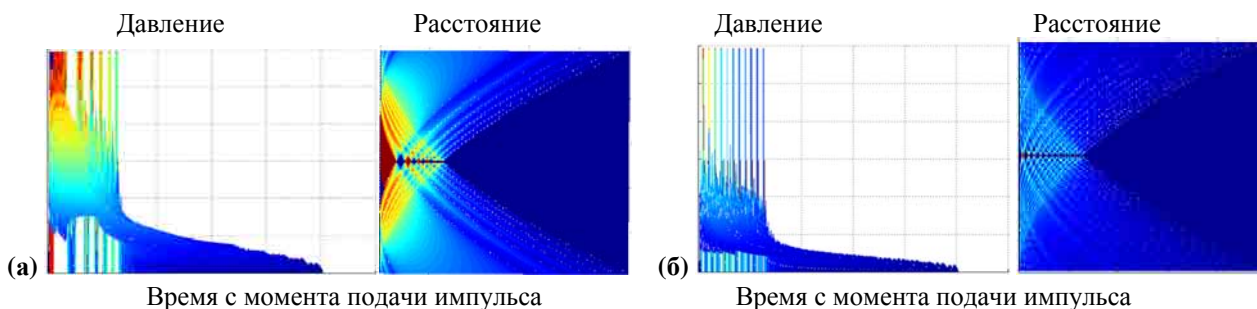 Давление Расстояние Давление Расстояние
(а) (б)
Время с момента подачи импульса Время с момента подачи импульса